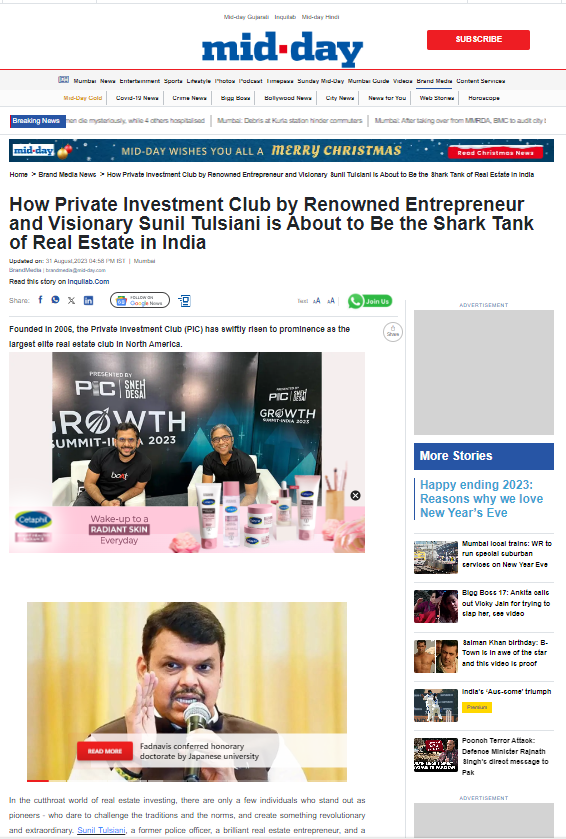 Mid-day Gujarati Inquilab Mid-day Hindi
mid-day
SUBSCRIBE
Mumbai News Entertainment Sports Lifestyle Photos Podcast Timepass Sunday Mid-Day Mumbai Guide Videos Brand Media Content Services
Mid-Day Gold Covid-19 News Crime News Bigg Boss Bollywood News City News News for You Web Stories Horoscope
Breaking News men die mysteriously, while 4 others hospitalised Mumbai: Debris at Kurla station hinder commuters Mumbai: After taking over from MMRDA, BMC to audit city
mid-day MID-DAY WISHES YOU ALL A MERRY CHRISTMAS Read Christmas News
Home > Brand Media News > How Private Investment Club by Renowned Entrepreneur and Visionary Sunil Tulsiani is About to Be the Shark Tank of Real Estate in India
How Private Investment Club by Renowned Entrepreneur
and Visionary Sunil Tulsiani is About to Be the Shark Tank
of Real Estate in India
Updated on: 31 August,2023 04:58 PM IST | Mumbai
BrandMedia | brandmedia@mid-day.com
Read this story on Inquilab.Com
Share: FOLLOW ON Google News Text AA AA Join Us
Founded in 2006, the Private Investment Club (PIC) has swiftly risen to prominence as the
largest elite real estate club in North America.
Share
PRESENTED BY
PIC SNEH DESAI
GROWTH
SUMMIT-INDIA 2023
PRESENTED BY
PIC SNEH DESAI
GROWTH
SUMMIT-INDIA 2023
boat
Cetaphil
Wake-up to a
RADIANT SKIN
Everyday
READ MORE
Fadnavis conferred honorary
doctorate by Japanese university
In the cutthroat world of real estate investing, there are only a few individuals who stand out as
pioneers - who dare to challenge the traditions and the norms, and create something revolutionary
and extraordinary. Sunil Tulsiani, a former police officer, a brilliant real estate entrepreneur, and a
ADVERTISEMENT
More Stories
Happy ending 2023:
Reasons why we love
New Year's Eve
Mumbai local trains: WR to
run special suburban
services on New Year Eve
Bigg Boss 17: Ankita calls
out Vicky Jain for trying to
slap her, see video
Salman Khan birthday: B-
Town is in awe of the star
and this video is proof
India's 'Aus-some' triumph
Premium
Poonch Terror Attack:
Defence Minister Rajnath
Singh's direct message to
Pak
ADVERTISEMENT